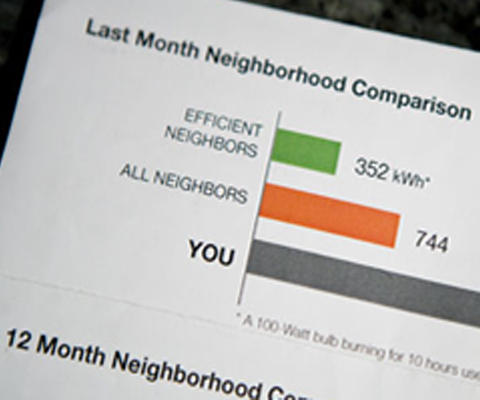 Last Month Neighborhood Comparison
EFFICIENT
NEIGHBORS
352 kWh*
ALL NEIGHBORS
744
YOU
* A 100-Watt bulb burning for 10 hours use
12 Month Neighborhood